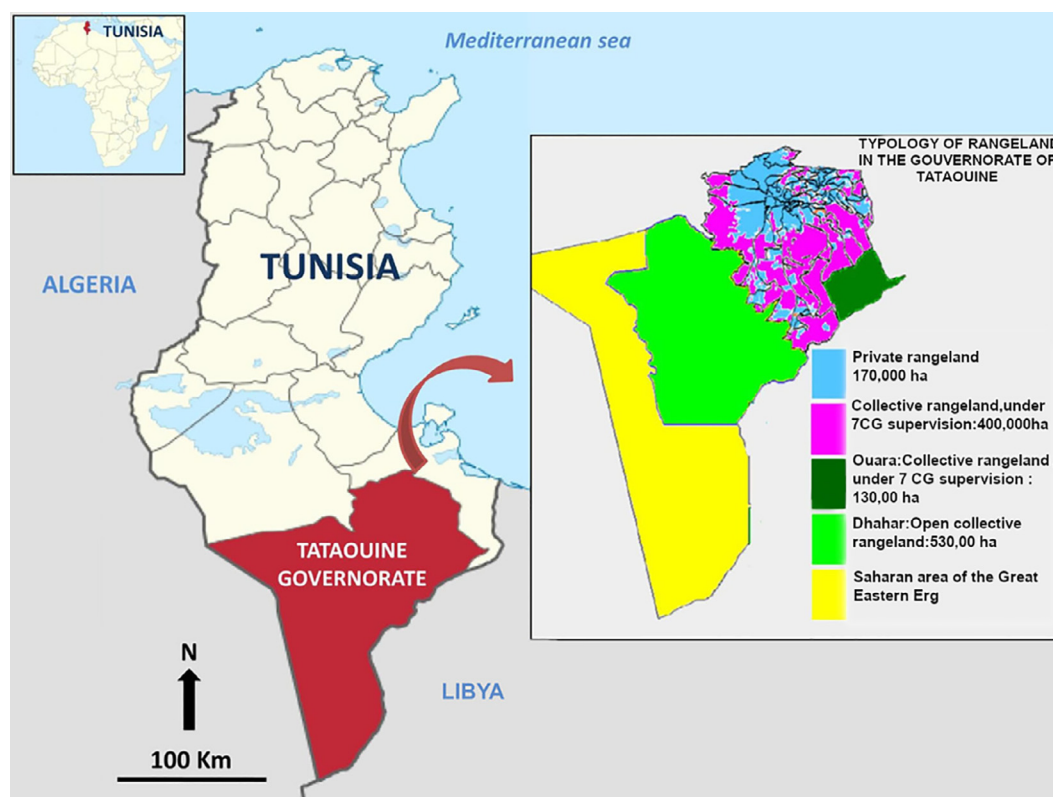 TUNISIA
Mediterranean sea
ALGERIA
TUNISIA
TATAOUINE
GOVERNORATE
LIBYA
N
100 Km
TYPOLOGY OF RANGELAND
IN THE GOUVERNORATE OF
TATAOUINE
Private rangeland
170,000 ha
Collective rangeland,under
7CG supervision:400,000ha
Ouara:Collective rangeland
under 7 CG supervision :
130,00 ha
Dhahar:Open collective
rangeland:530,00 ha
Saharan area of the Great
Eastern Erg